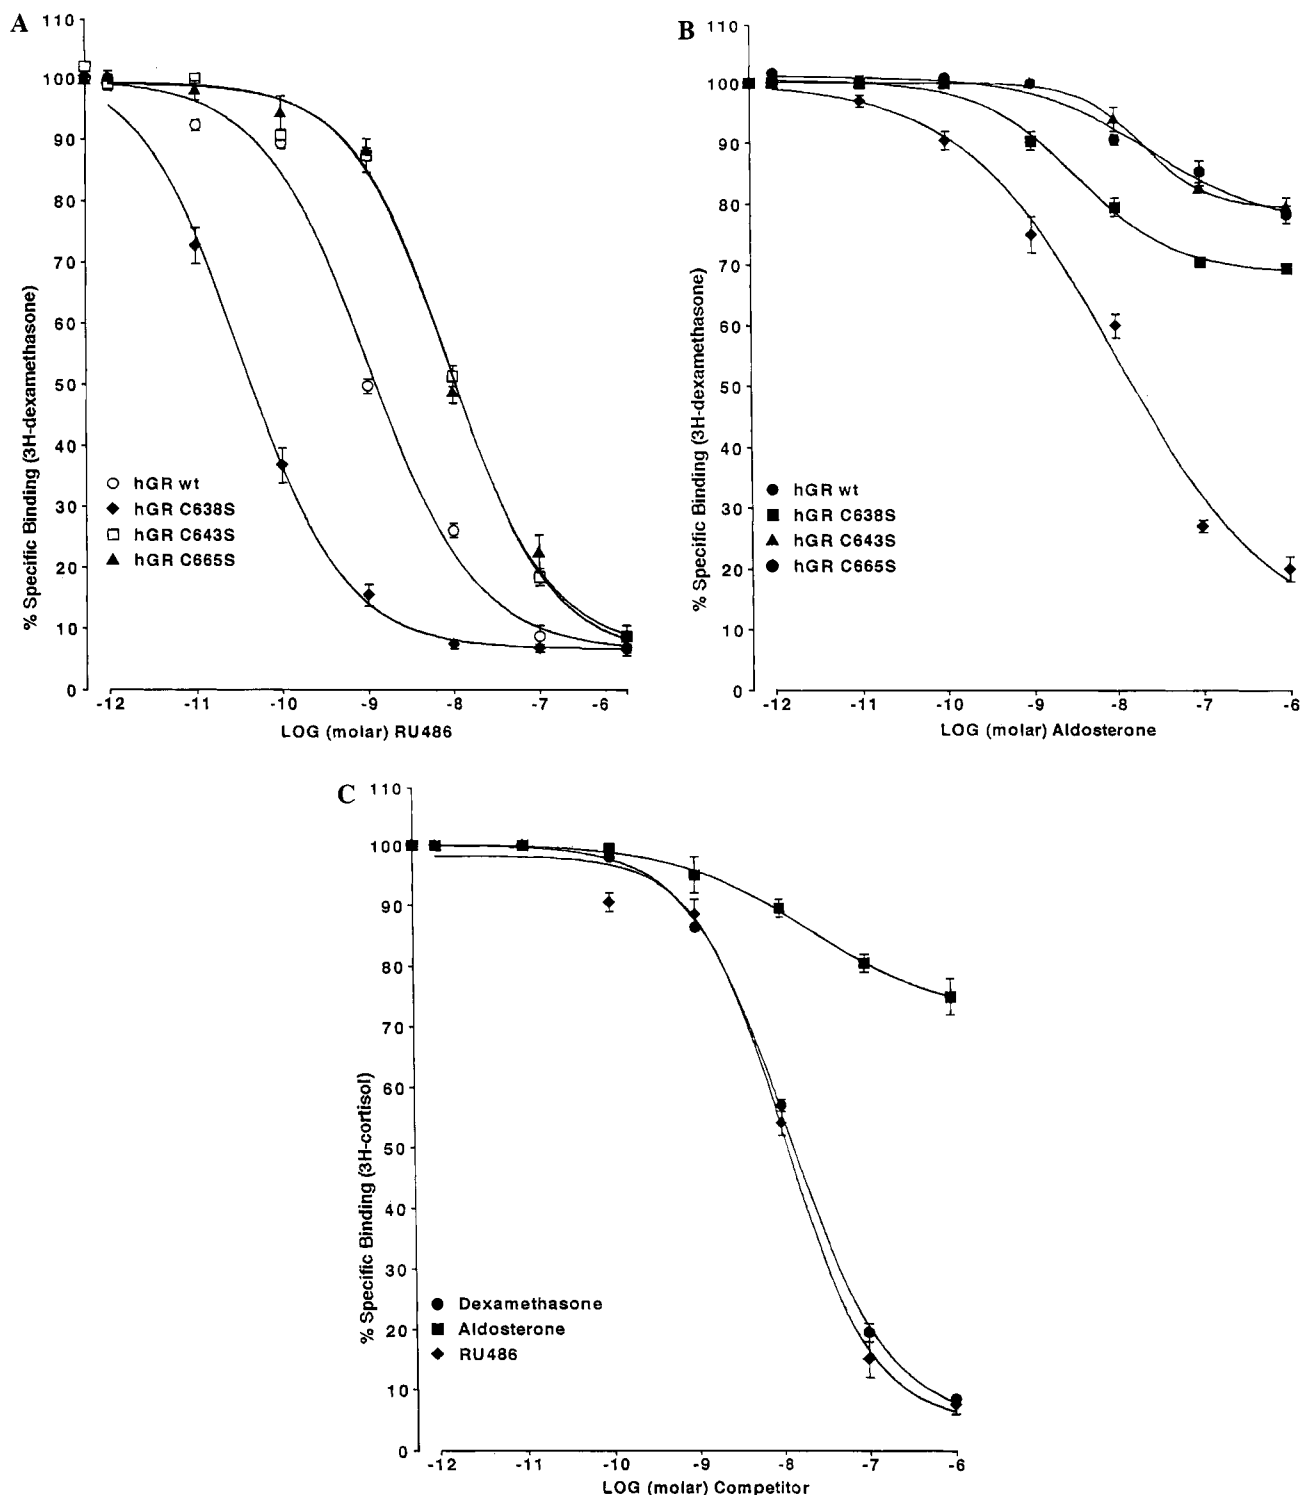 A
110
100
90
80
70
60
50
40
30
20
10
0
% Specific Binding (3H-dexamethasone)
hGR wt
hGR C638S
hGR C643S
hGR C665S
-12 -11 -10 -9 -8 -7 -6
LOG (molar) RU486
B
110
100
90
80
70
60
50
40
30
20
10
0
% Specific Binding (3H-dexamethasone)
hGR wt
hGR C638S
hGR C643S
hGR C665S
-12 -11 -10 -9 -8 -7 -6
LOG (molar) Aldosterone
C
110
100
90
80
70
60
50
40
30
20
10
0
% Specific Binding (3H-cortisol)
Dexamethasone
Aldosterone
RU486
-12 -11 -10 -9 -8 -7 -6
LOG (molar) Competitor